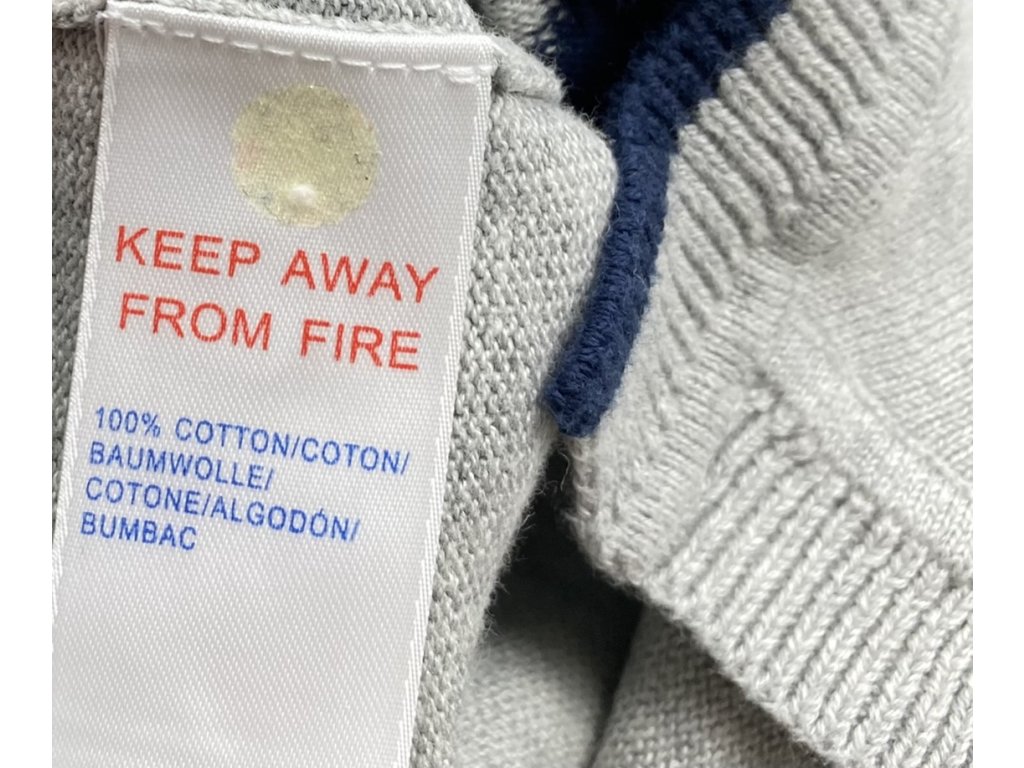 KEEP AWAY
FROM FIRE
100% COTTON/COTON/
BAUMWOLLE/
COTONE/ALGODÓN/
BUMBAC